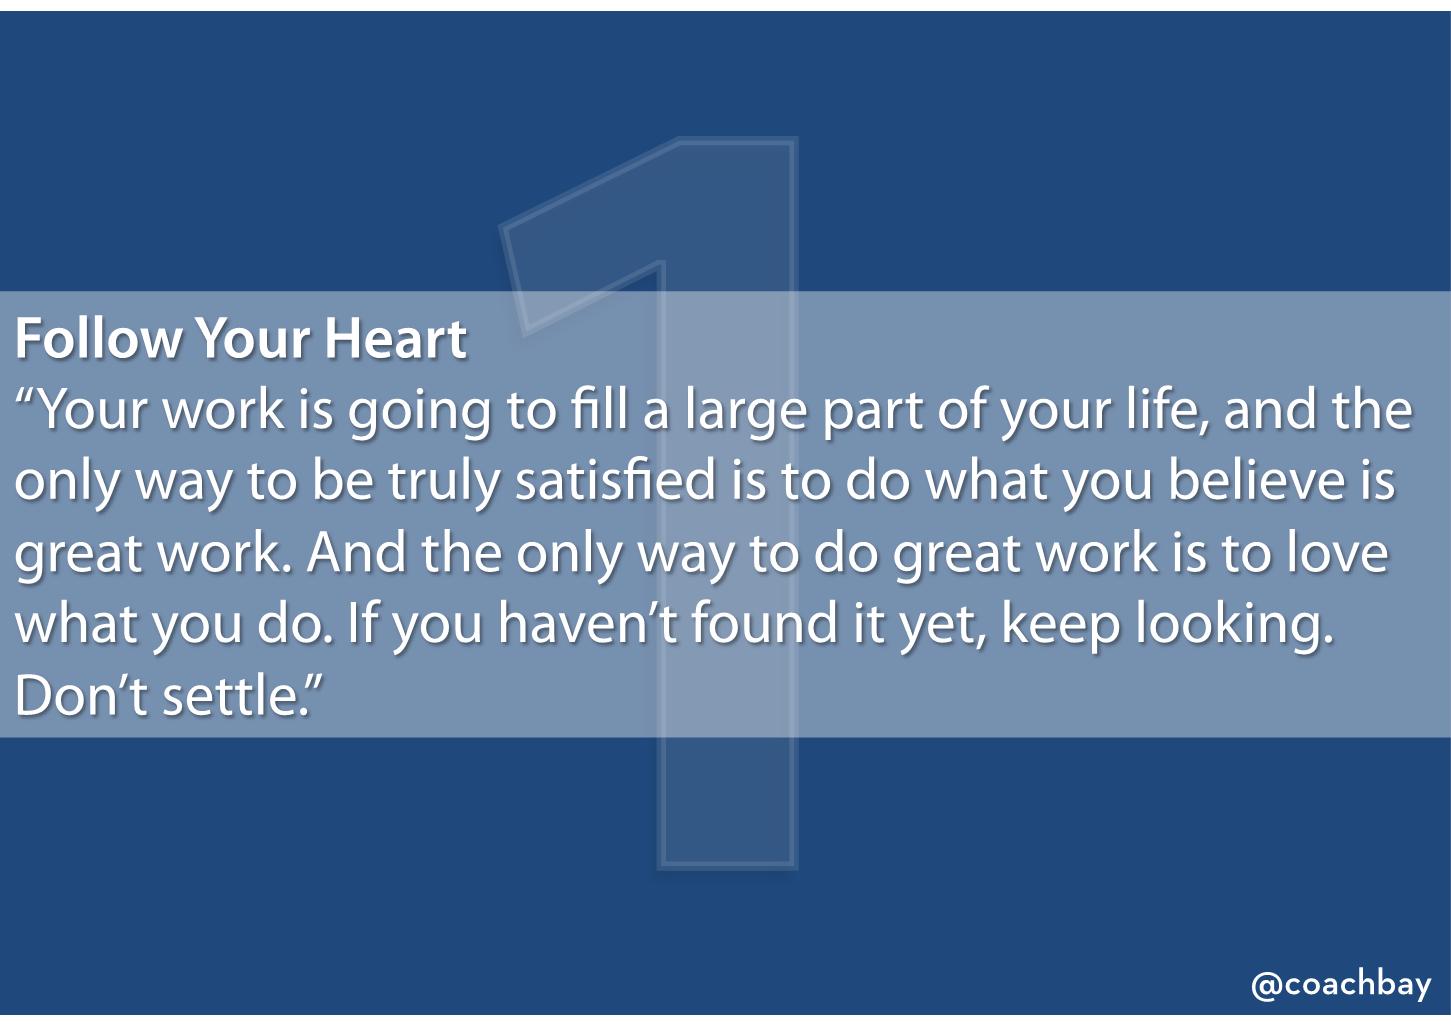 1
Follow Your Heart
“Your work is going to fill a large part of your life, and the
only way to be truly satisfied is to do what you believe is
great work. And the only way to do great work is to love
what you do. If you haven’t found it yet, keep looking.
Don’t settle.”
@coachbay